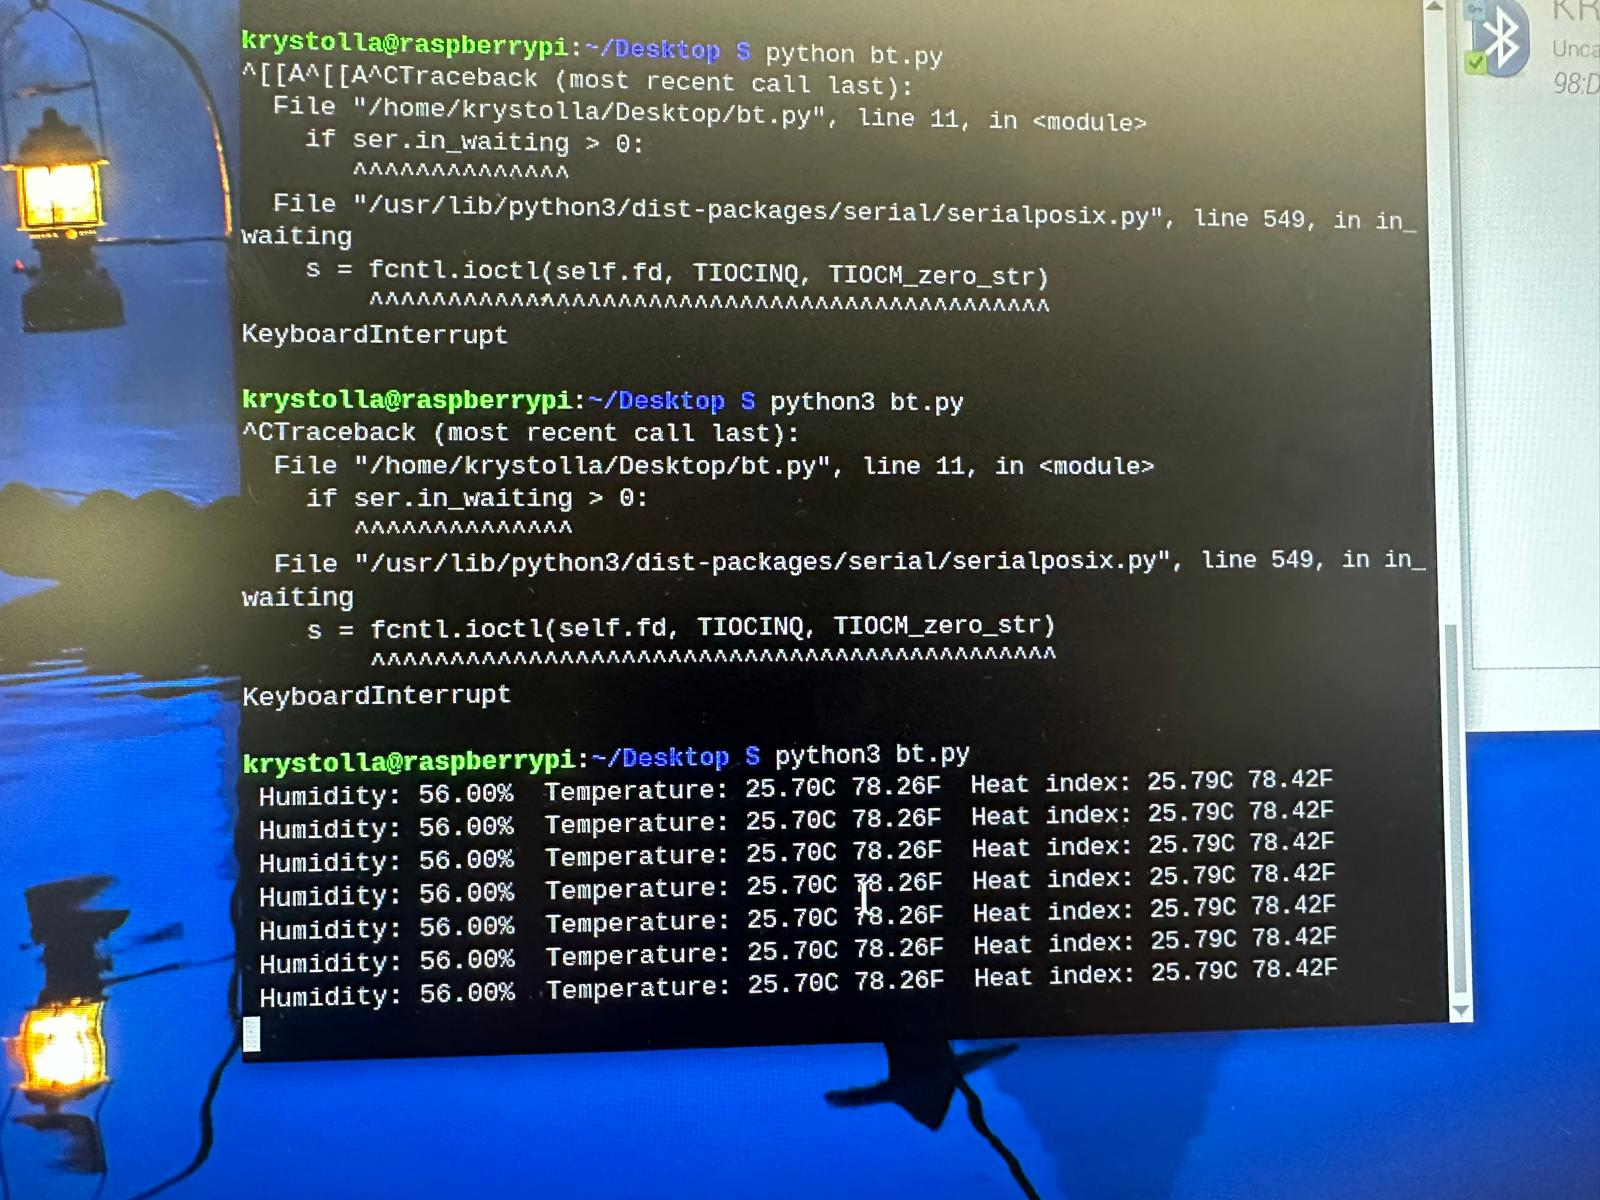 krystolla@raspberrypi:~/Desktop $ python bt.py
^[[A^[[A^CTraceback (most recent call last):
  File "/home/krystolla/Desktop/bt.py", line 11, in <module>
    if ser.in_waiting > 0:
       ^^^^^^^^^^^^^^
  File "/usr/lib/python3/dist-packages/serial/serialposix.py", line 549, in in_
waiting
    s = fcntl.ioctl(self.fd, TIOCINQ, TIOCM_zero_str)
        ^^^^^^^^^^^^^^^^^^^^^^^^^^^^^^^^^^^^^^^^^^^^^
KeyboardInterrupt
krystolla@raspberrypi:~/Desktop $ python3 bt.py
^CTraceback (most recent call last):
  File "/home/krystolla/Desktop/bt.py", line 11, in <module>
    if ser.in_waiting > 0:
       ^^^^^^^^^^^^^^
  File "/usr/lib/python3/dist-packages/serial/serialposix.py", line 549, in in_
waiting
    s = fcntl.ioctl(self.fd, TIOCINQ, TIOCM_zero_str)
        ^^^^^^^^^^^^^^^^^^^^^^^^^^^^^^^^^^^^^^^^^^^^^
KeyboardInterrupt
krystolla@raspberrypi:~/Desktop $ python3 bt.py
 Humidity: 56.00%  Temperature: 25.70C 78.26F  Heat index: 25.79C 78.42F
 Humidity: 56.00%  Temperature: 25.70C 78.26F  Heat index: 25.79C 78.42F
 Humidity: 56.00%  Temperature: 25.70C 78.26F  Heat index: 25.79C 78.42F
 Humidity: 56.00%  Temperature: 25.70C 78.26F  Heat index: 25.79C 78.42F
 Humidity: 56.00%  Temperature: 25.70C 78.26F  Heat index: 25.79C 78.42F
 Humidity: 56.00%  Temperature: 25.70C 78.26F  Heat index: 25.79C 78.42F
 Humidity: 56.00%  Temperature: 25.70C 78.26F  Heat index: 25.79C 78.42F